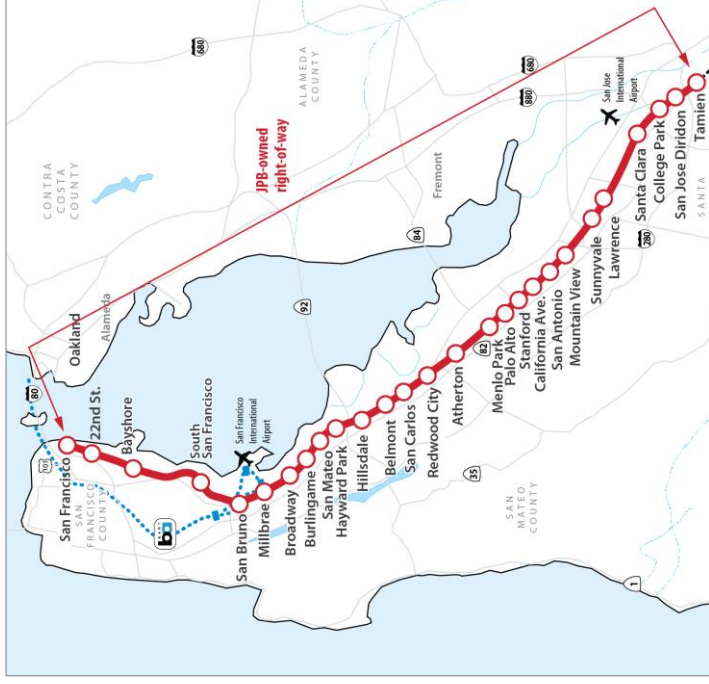 CONTRA
COSTA
COUNTY
680
80
Oakland
Alameda
ALAMEDA
COUNTY
JPB-owned
right-of-way
680
880
101
San Francisco
SAN
FRANCISCO
COUNTY
22nd St.
Bayshore
South
San Francisco
San Francisco
International
Airport
ba
San Bruno
Millbrae
Broadway
Burlingame
San Mateo
Hayward Park
92
Hillsdale
Belmont
San Carlos
Redwood City
Atherton
84
Fremont
82
Menlo Park
Palo Alto
Stanford
California Ave.
San Antonio
Mountain View
Sunnyvale
Lawrence
280
San Jose
International
Airport
Santa Clara
College Park
San Jose Diridon
Tamien
SANTA
35
SAN
MATEO
COUNTY
1